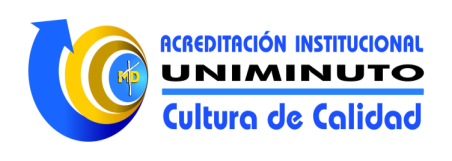 MD
ACREDITACIÓN INSTITUCIONAL
UNIMINUTO
Cultura de Calidad